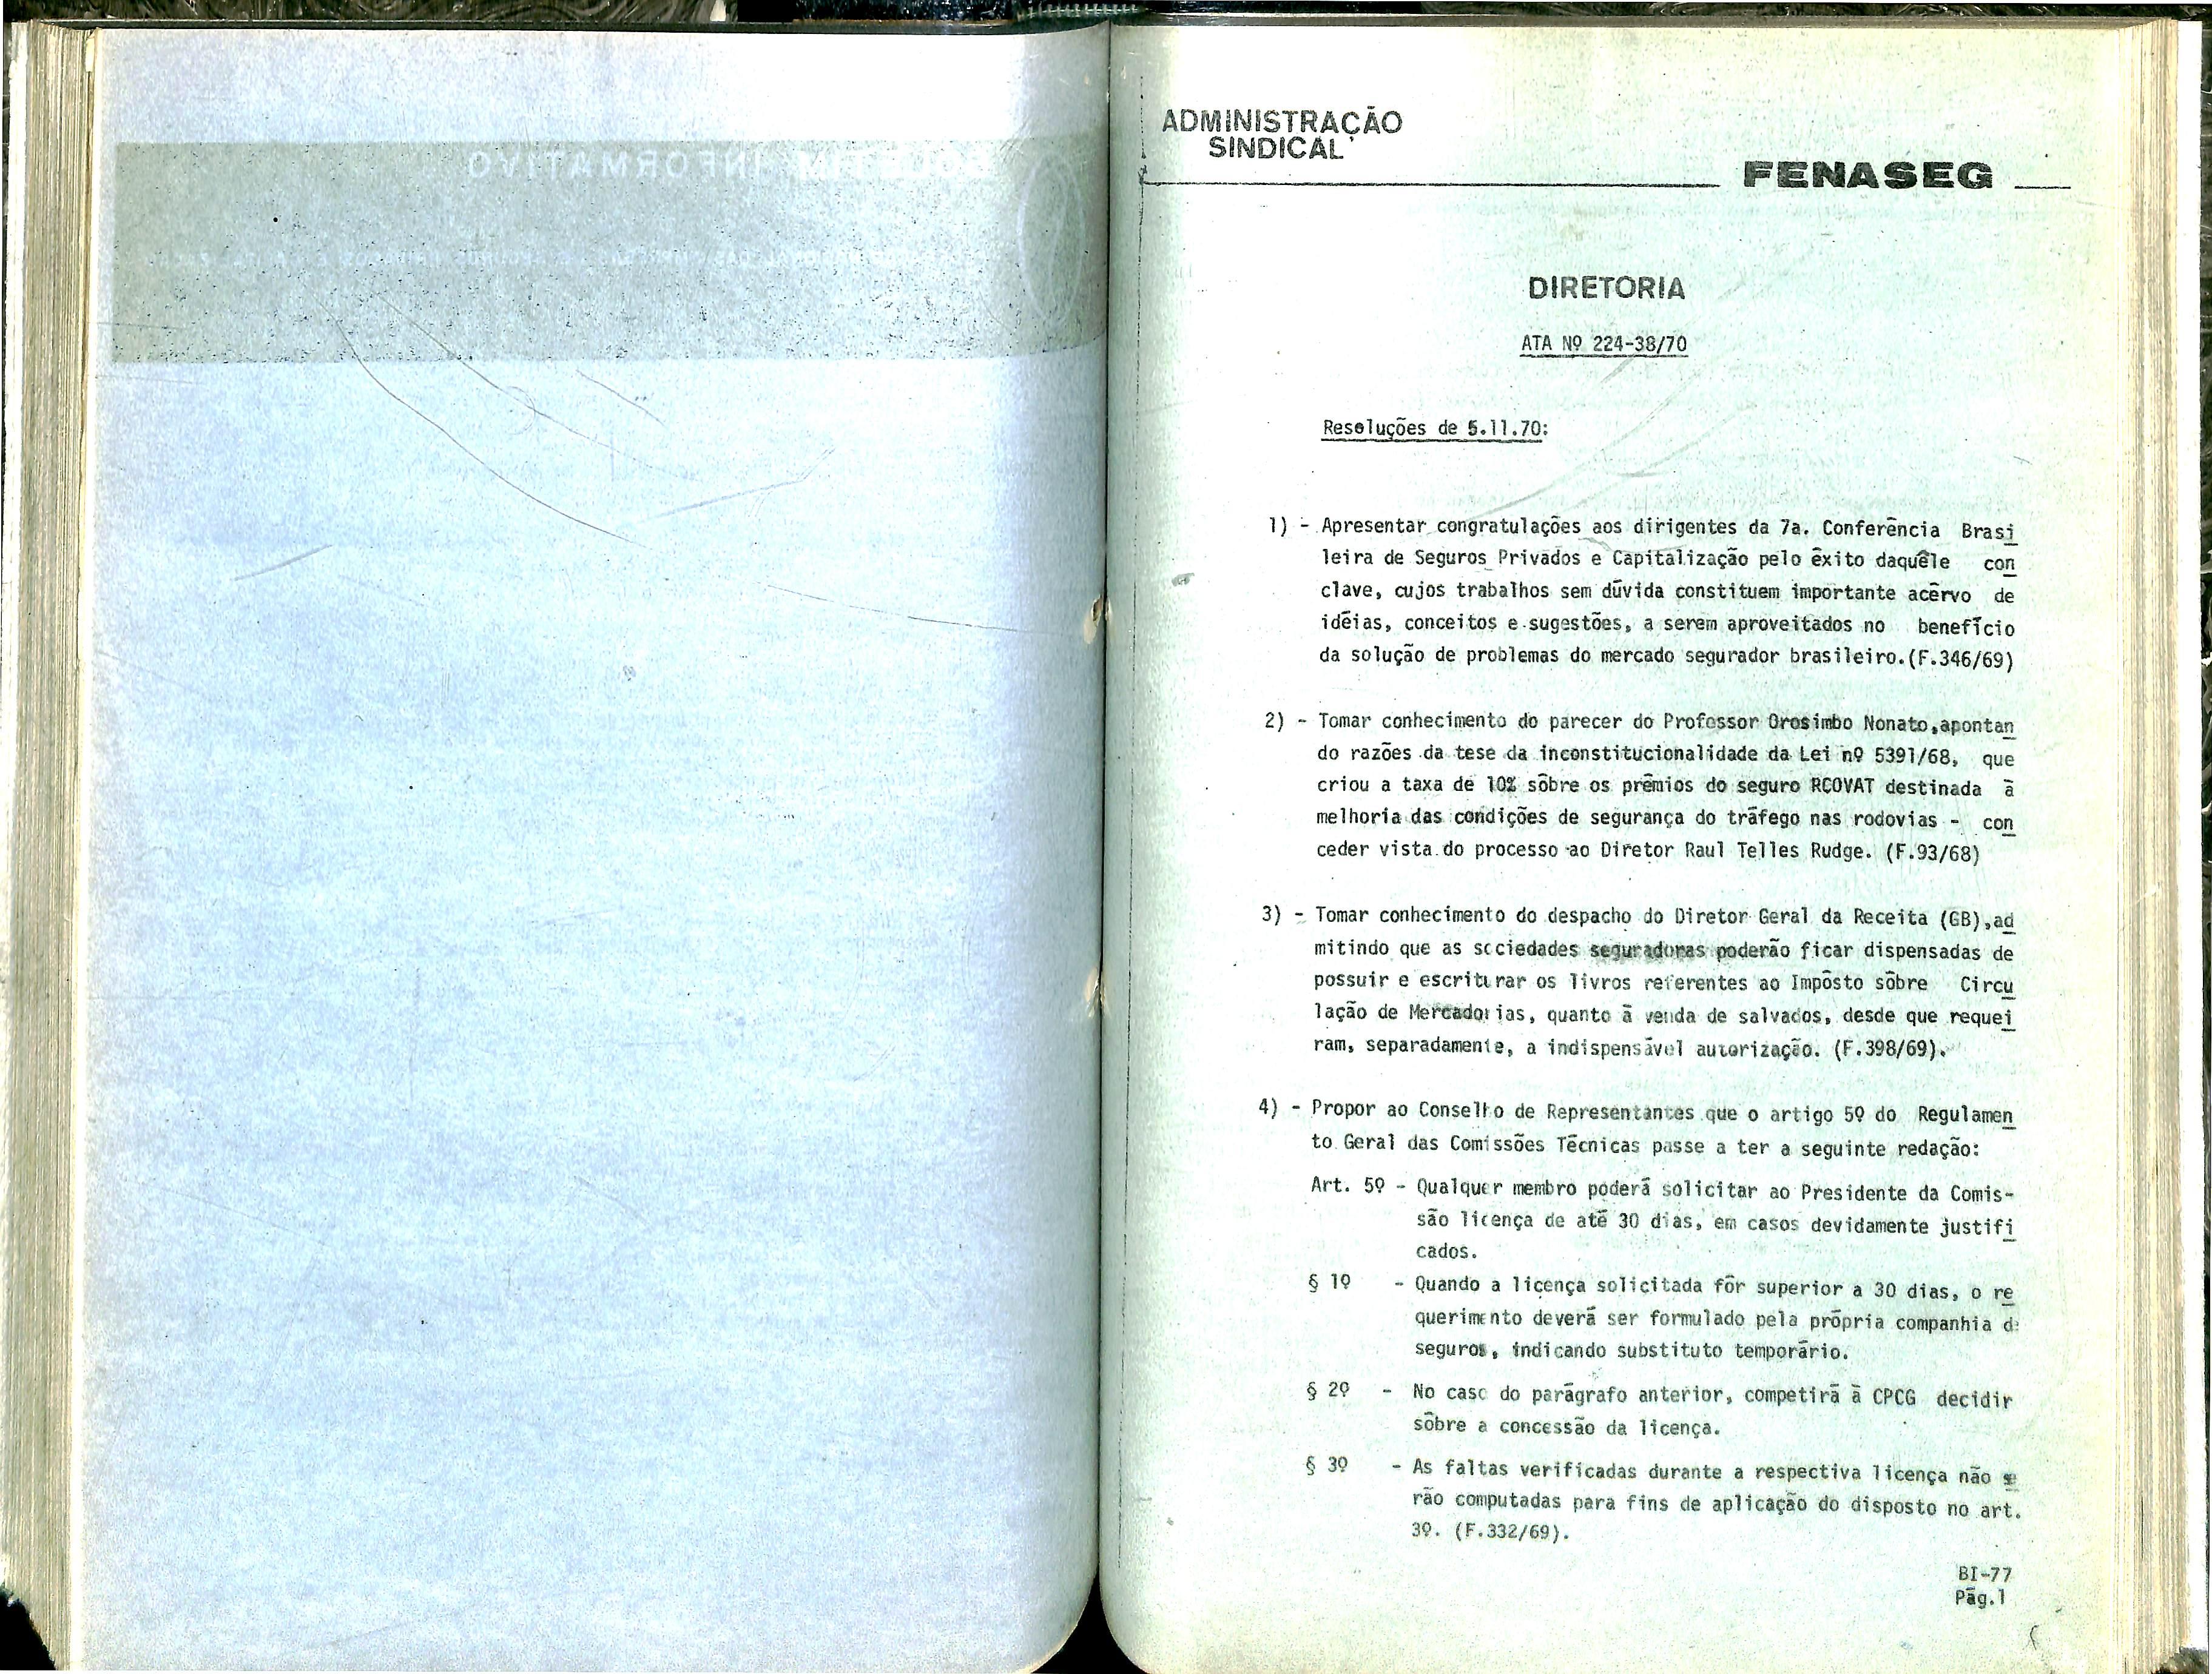 BOLETIM INFORMATIVO
ADMINISTRAÇÃO
SINDICAL
FENASEG
DIRETORIA
ATA Nº 224-38/70
Resoluções de 5.11.70:
1) - Apresentar congratulações aos dirigentes da 7a. Conferência Brasi
leira de Seguros Privados e Capitalização pelo êxito daquêle con
clave, cujos trabalhos sem dúvida constituem importante acêrvo de
idéias, conceitos e sugestões, a serem aproveitados no benefício
da solução de problemas do mercado segurador brasileiro.(F.346/69)
2) - Tomar conhecimento do parecer do Professor Orosimbo Nonato,apontan
do razões da tese da inconstitucionalidade da Lei nº 5391/68, que
criou a taxa de 10% sôbre os prêmios do seguro RCOVAT destinada à
melhoria das condições de segurança do tráfego nas rodovias - con
ceder vista do processo ao Diretor Raul Telles Rudge. (F.93/68)
3) - Tomar conhecimento do despacho do Diretor Geral da Receita (GB),ad
mitindo que as sociedades seguradoras poderão ficar dispensadas de
possuir e escriturar os livros referentes ao Impôsto sôbre Circu
lação de Mercadorias, quanto à venda de salvados, desde que requei
ram, separadamente, a indispensável autorização. (F.398/69).
4) - Propor ao Conselho de Representantes que o artigo 5º do Regulamen
to Geral das Comissões Técnicas passe a ter a seguinte redação:
Art. 5º - Qualquer membro poderá solicitar ao Presidente da Comis-
são licença de até 30 dias, em casos devidamente justifi
cados.
§ 1º - Quando a licença solicitada fôr superior a 30 dias, o re
querimento deverá ser formulado pela própria companhia de
seguros, indicando substituto temporário.
§ 2º - No caso do parágrafo anterior, competirá à CPCG decidir
sôbre a concessão da licença.
§ 3º - As faltas verificadas durante a respectiva licença não se
rão computadas para fins de aplicação do disposto no art.
3º. (F.332/69).
BI-77
Pág.1